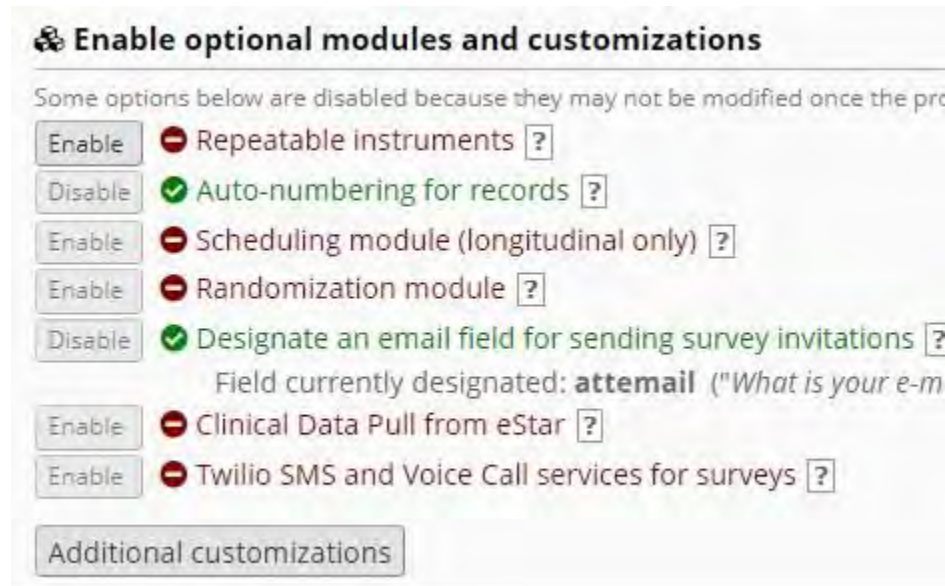 Enable optional modules and customizations
Some options below are disabled because they may not be modified once the pro
Enable Repeatable instruments ?
Disable Auto-numbering for records ?
Enable Scheduling module (longitudinal only) ?
Enable Randomization module ?
Disable Designate an email field for sending survey invitations ?
Field currently designated: attemail ("What is your e-m
Enable Clinical Data Pull from eStar ?
Enable Twilio SMS and Voice Call services for surveys ?
Additional customizations